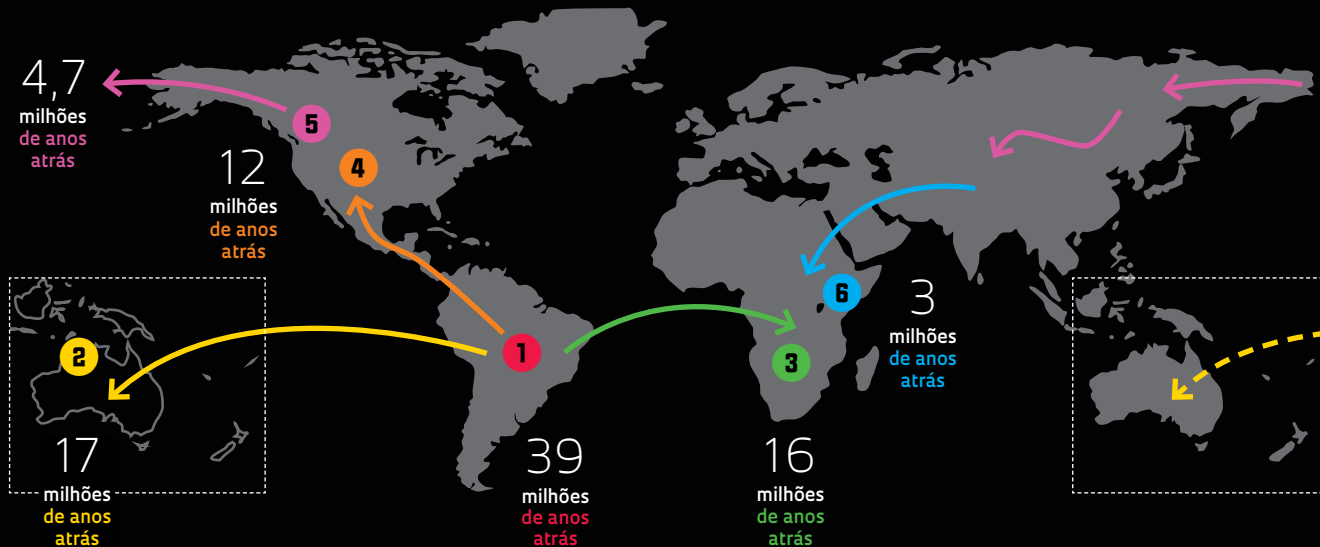 4,7
milhões
de anos
atrás
5
12
milhões
de anos
atrás
4
2
17
milhões
de anos
atrás
1
39
milhões
de anos
atrás
3
16
milhões
de anos
atrás
6
3
milhões
de anos
atrás